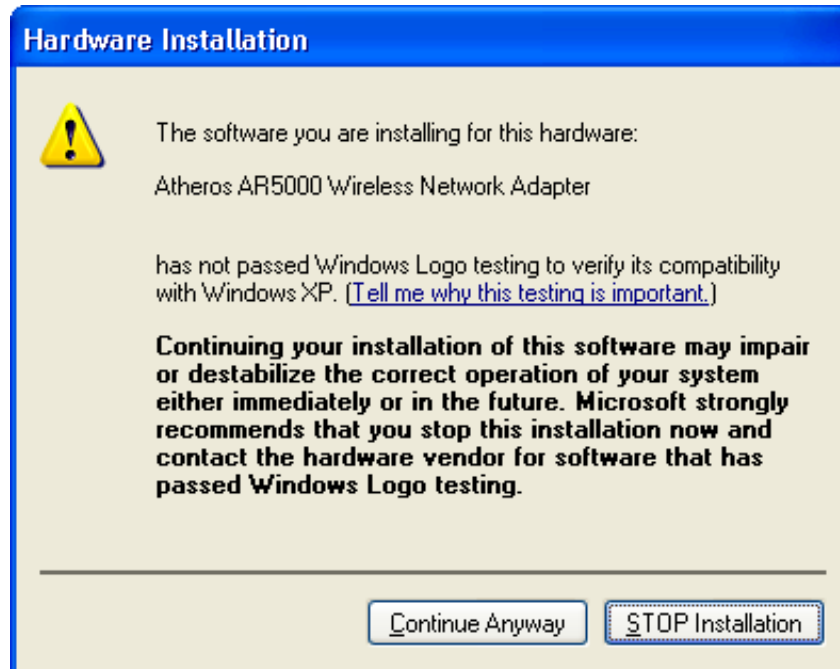 Hardware Installation
The software you are installing for this hardware:
Atheros AR5000 Wireless Network Adapter
has not passed Windows Logo testing to verify its compatibility
with Windows XP. (Tell me why this testing is important.)
Continuing your installation of this software may impair
or destabilize the correct operation of your system
either immediately or in the future. Microsoft strongly
recommends that you stop this installation now and
contact the hardware vendor for software that has
passed Windows Logo testing.
Continue Anyway STOP Installation